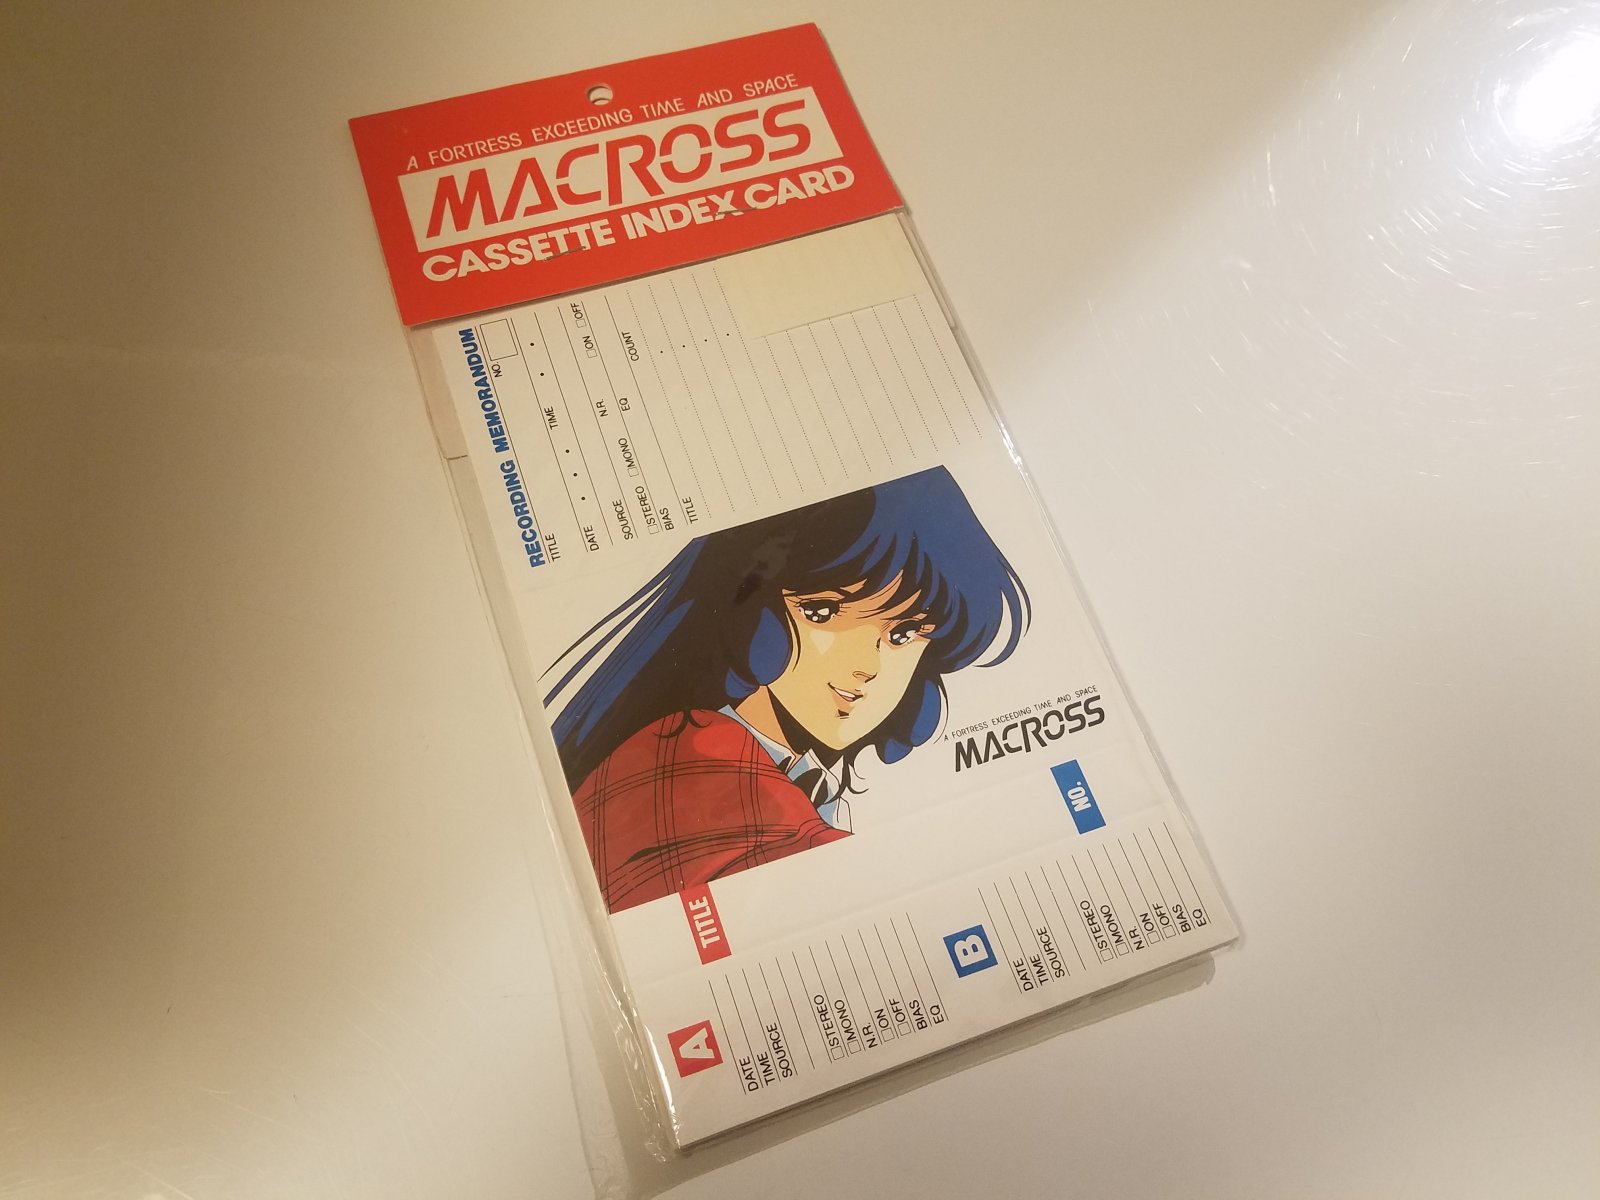 A FORTRESS EXCEEDING TIME AND SPACE
MACROSS
CASSETTE INDEX CARD
RECORDING MEMORANDUM
NO.
TITLE
TIME
DATE
SOURCE
N.R. □ON □OFF
□STEREO □MONO
BIAS
EQ
TITLE
COUNT
A FORTRESS EXCEEDING TIME AND SPACE
MACROSS
TITLE
NO.
A
DATE
TIME
SOURCE
□STEREO
□MONO
N.R.
□ON
□OFF
BIAS
EQ
B
DATE
TIME
SOURCE
□STEREO
□MONO
N.R.
□ON
□OFF
BIAS
EQ